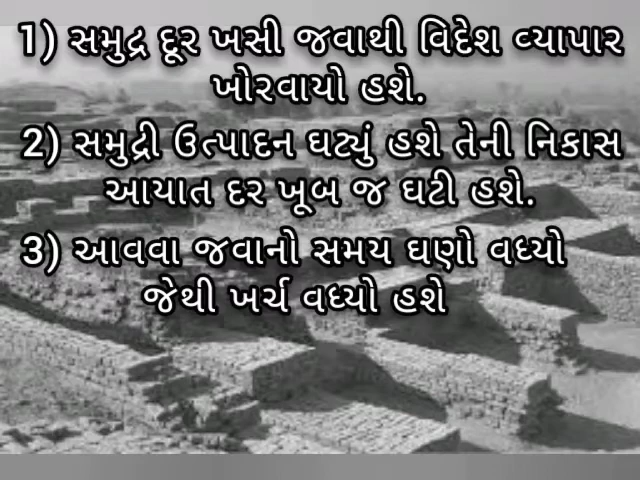 1) સમુદ્ર દૂર ખસી જવાથી વિદેશ વ્યાપાર
ખોરવાયો હશે.
2) સમુદ્રી ઉત્પાદન ઘટ્યું હશે તેની નિકાસ
આયાત દર ખૂબ જ ઘટી હશે.
3) આવવા જવાનો સમય ઘણો વધ્યો
જેથી ખર્ચ વધ્યો હશે